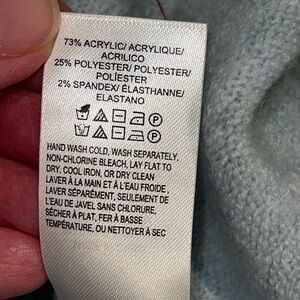 73% ACRYLIC/ ACRYLIQUE/
ACRILICO
25% POLYESTER/ POLYESTER/
POLIESTER
2% SPANDEX/ ÉLASTHANNE/
ELASTANO
HAND WASH COLD, WASH SEPARATELY,
NON-CHLORINE BLEACH, LAY FLAT TO
DRY, COOL IRON, OR DRY CLEAN
LAVER À LA MAIN ET À L'EAU FROIDE,
LAVER SÉPARÉMENT, SEULEMENT DE
L'EAU DE JAVEL SANS CHLORURE,
SÉCHER À PLAT, FER À BASSE
TEMPÉRATURE, OU NETTOYER À SEC